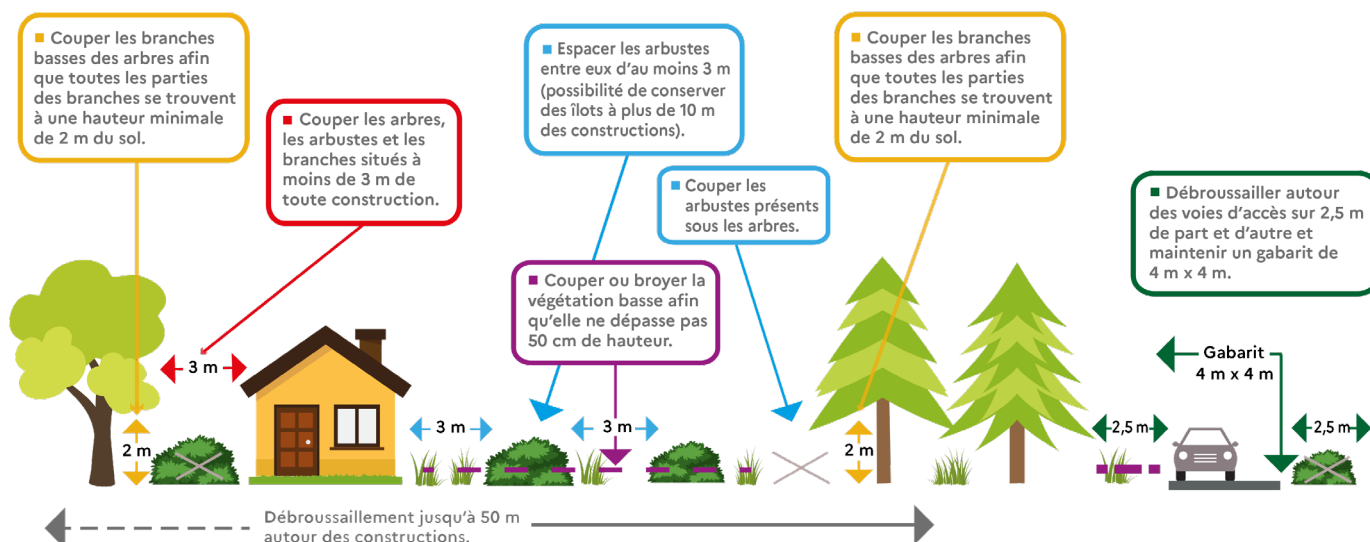 ■ Couper les branches
basses des arbres afin
que toutes les parties
des branches se trouvent
à une hauteur minimale
de 2 m du sol.
■ Couper les arbres,
les arbustes et les
branches situés à
moins de 3 m de
toute construction.
■ Espacer les arbustes
entre eux d'au moins 3 m
(possibilité de conserver
des îlots à plus de 10 m
des constructions).
■ Couper les
arbustes présents
sous les arbres.
■ Couper ou broyer la
végétation basse afin
qu'elle ne dépasse pas
50 cm de hauteur.
■ Couper les branches
basses des arbres afin
que toutes les parties
des branches se trouvent
à une hauteur minimale
de 2 m du sol.
■ Débroussailler autour
des voies d'accès sur 2,5 m
de part et d'autre et
maintenir un gabarit de
4 m x 4 m.
3 m
Gabarit
4 m x 4 m
2 m
3 m
3 m
2 m
2,5 m
2,5 m
Débroussaillement jusqu'à 50 m
autour des constructions.